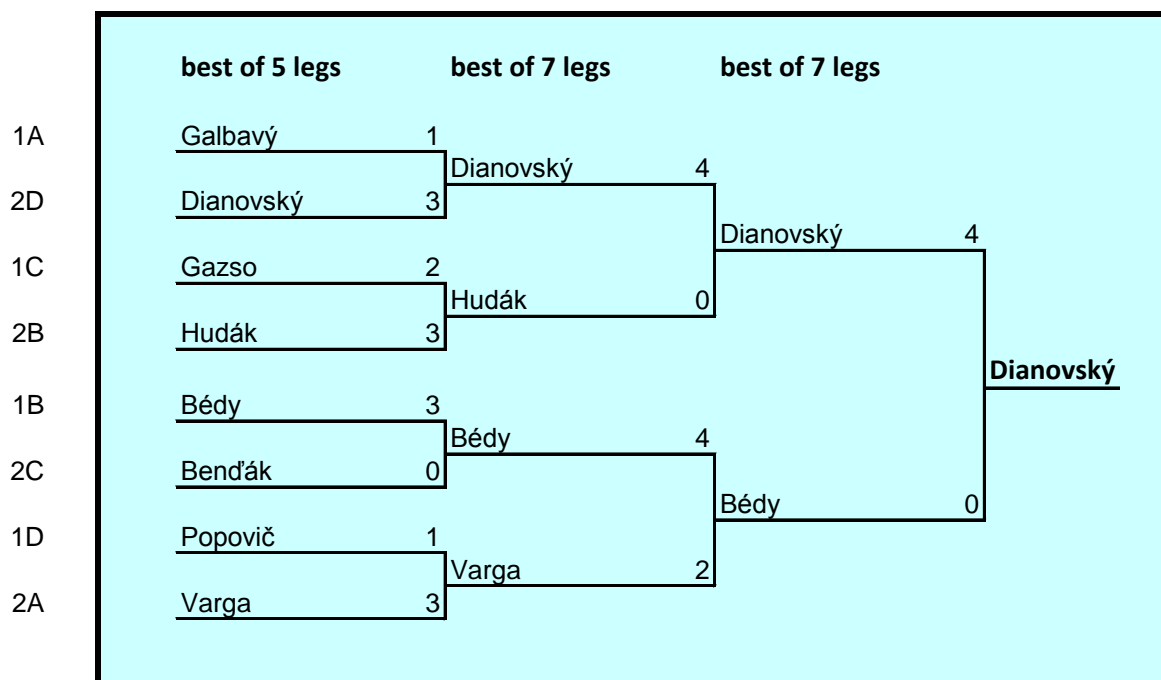 best of 5 legs best of 7 legs best of 7 legs
1A Galbavý 1
Dianovský 4
2D Dianovský 3
Dianovský 4
1C Gazso 2
Hudák 0
2B Hudák 3
Dianovský
1B Bédy 3
Bédy 4
2C Benďák 0
Bédy 0
1D Popovič 1
Varga 2
2A Varga 3